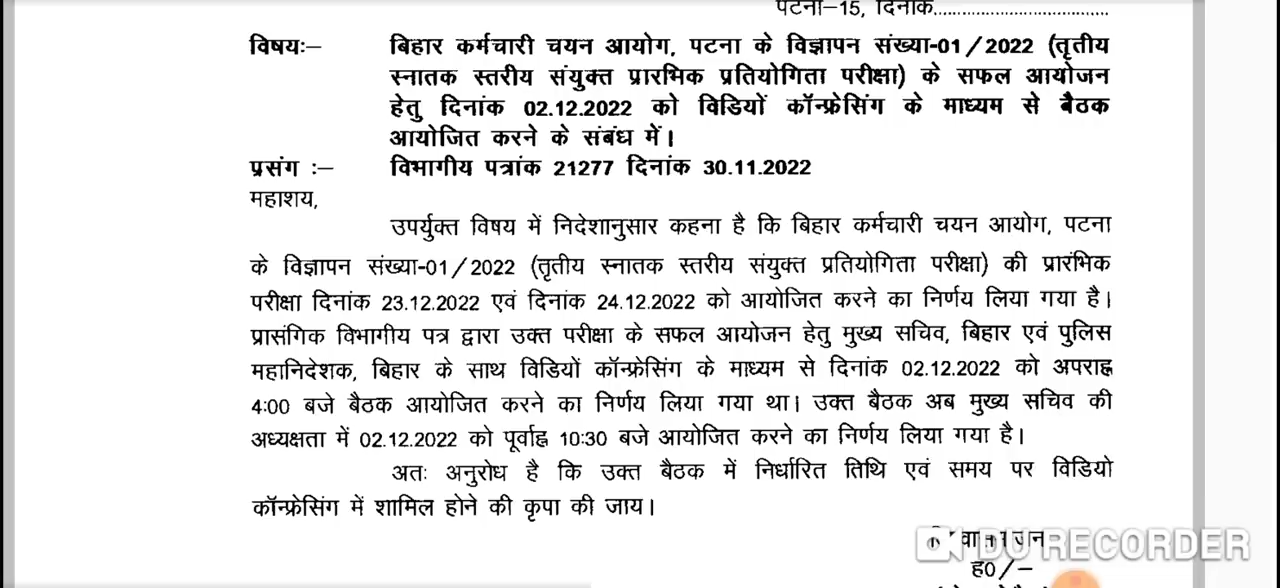 पटना-15, दिनांक.......................................
विषयः- बिहार कर्मचारी चयन आयोग, पटना के विज्ञापन संख्या-01/2022 (तृतीय
स्नातक स्तरीय संयुक्त प्रारंभिक प्रतियोगिता परीक्षा) के सफल आयोजन
हेतु दिनांक 02.12.2022 को विडियों कॉन्फ्रेसिंग के माध्यम से बैठक
आयोजित करने के संबंध में।
प्रसंग :- विभागीय पत्रांक 21277 दिनांक 30.11.2022
महाशय,
उपर्युक्त विषय में निदेशानुसार कहना है कि बिहार कर्मचारी चयन आयोग, पटना
के विज्ञापन संख्या-01/2022 (तृतीय स्नातक स्तरीय संयुक्त प्रतियोगिता परीक्षा) की प्रारंभिक
परीक्षा दिनांक 23.12.2022 एवं दिनांक 24.12.2022 को आयोजित करने का निर्णय लिया गया है।
प्रासंगिक विभागीय पत्र द्वारा उक्त परीक्षा के सफल आयोजन हेतु मुख्य सचिव, बिहार एवं पुलिस
महानिदेशक, बिहार के साथ विडियों कॉन्फ्रेसिंग के माध्यम से दिनांक 02.12.2022 को अपराह्न
4:00 बजे बैठक आयोजित करने का निर्णय लिया गया था। उक्त बैठक अब मुख्य सचिव की
अध्यक्षता में 02.12.2022 को पूर्वाह्न 10:30 बजे आयोजित करने का निर्णय लिया गया है।
अतः अनुरोध है कि उक्त बैठक में निर्धारित तिथि एवं समय पर विडियो
कॉन्फ्रेसिंग में शामिल होने की कृपा की जाय।
DU RECORDER
ह0/-